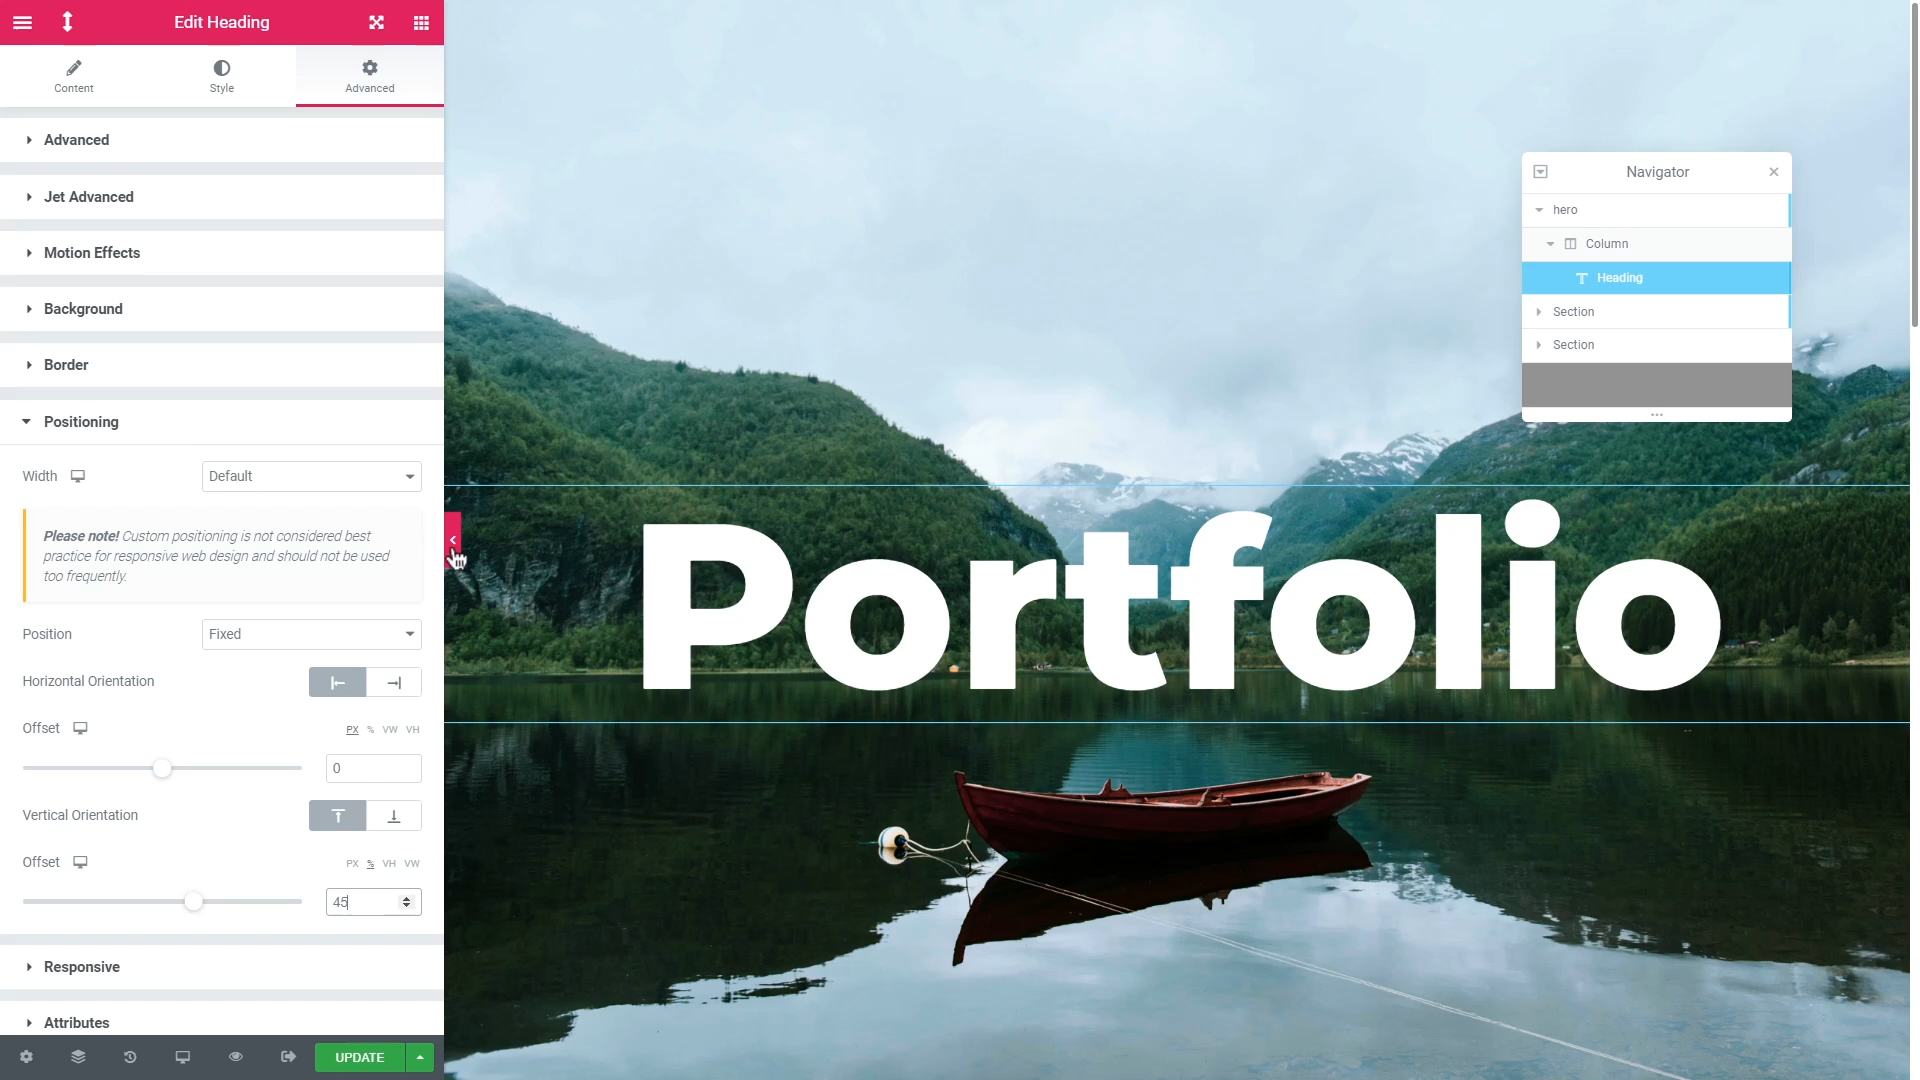 Edit Heading
Content
Style
Advanced
Advanced
Jet Advanced
Motion Effects
Background
Border
Positioning
Width
Default
Please note! Custom positioning is not considered best
practice for responsive web design and should not be used
too frequently.
Position
Fixed
Horizontal Orientation
Offset
PX % VW VH
0
Vertical Orientation
Offset
PX % VH VW
45
Responsive
Attributes
UPDATE
Navigator
hero
Column
Heading
Section
Section
Portfolio